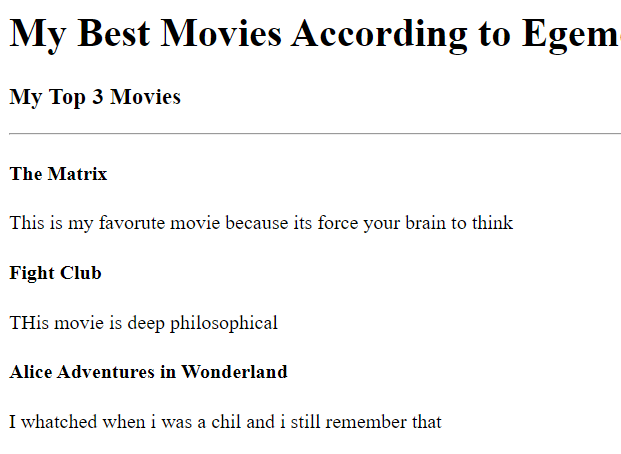 My Best Movies According to Egem
My Top 3 Movies
The Matrix
This is my favorute movie because its force your brain to think
Fight Club
THis movie is deep philosophical
Alice Adventures in Wonderland
I whatched when i was a chil and i still remember that